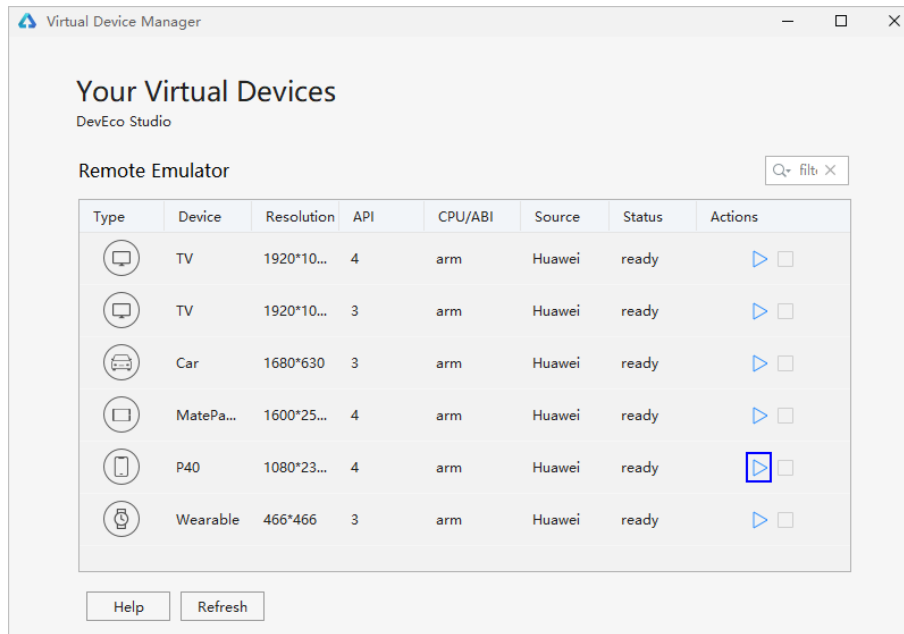 Virtual Device Manager
Your Virtual Devices
DevEco Studio
Remote Emulator
Type Device Resolution API CPU/ABI Source Status Actions
TV 1920*10... 4 arm Huawei ready
TV 1920*10... 3 arm Huawei ready
Car 1680*630 3 arm Huawei ready
MatePa... 1600*25... 4 arm Huawei ready
P40 1080*23... 4 arm Huawei ready
Wearable 466*466 3 arm Huawei ready
Help Refresh